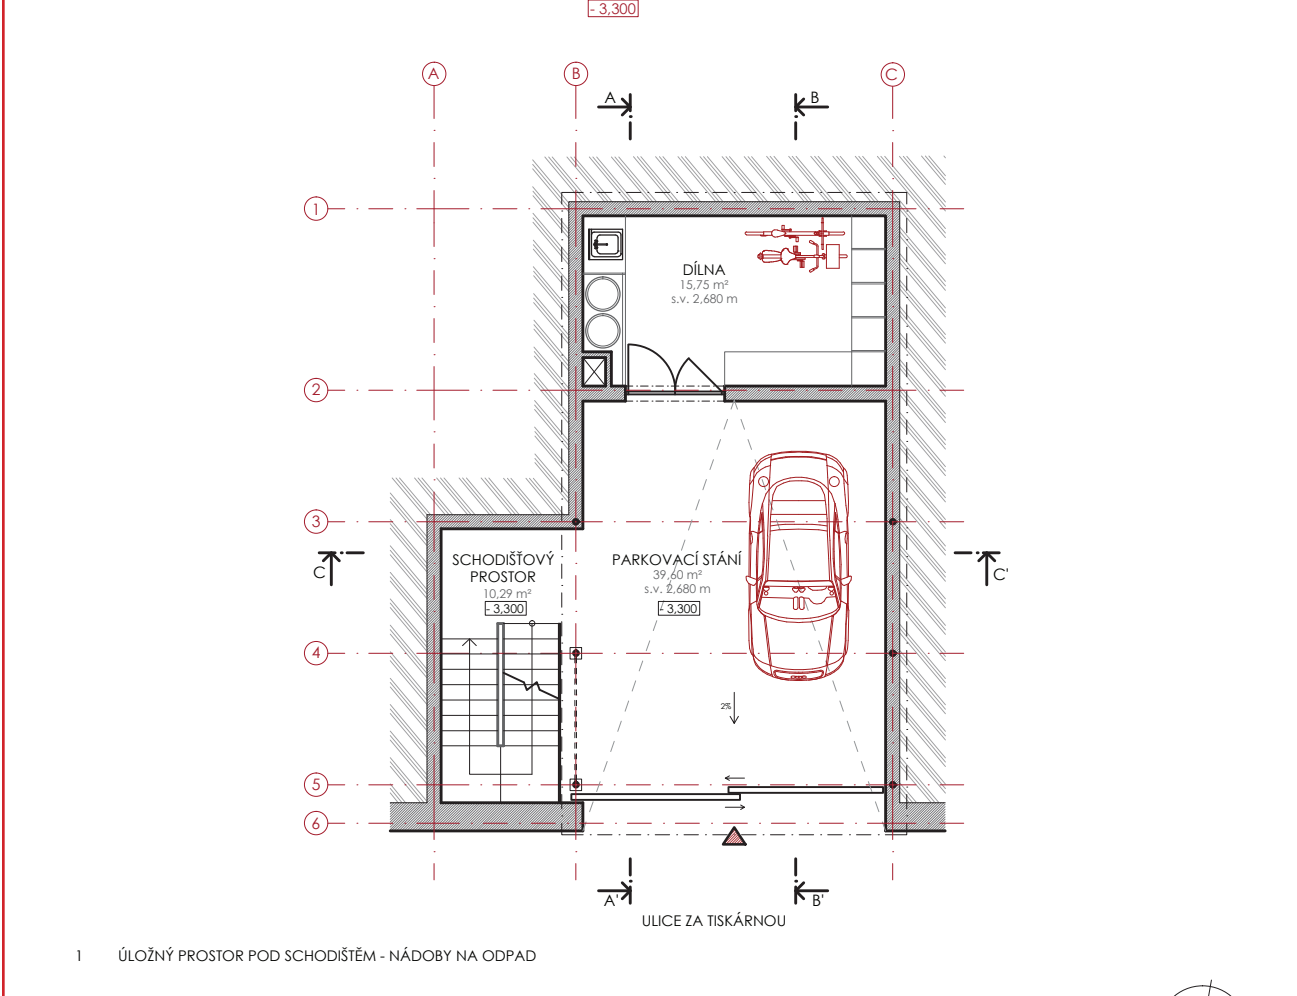 - 3,300
A
B
C
A
B
1
DÍLNA
15,75 m²
s.v. 2,680 m
2
3
SCHODIŠŤOVÝ
PROSTOR
10,29 m²
- 3,300
PARKOVACÍ STÁNÍ
39,60 m²
s.v. 2,680 m
- 3,300
C
C'
4
2%
5
6
A'
B'
ULICE ZA TISKÁRNOU
1 ÚLOŽNÝ PROSTOR POD SCHODIŠTĚM - NÁDOBY NA ODPAD